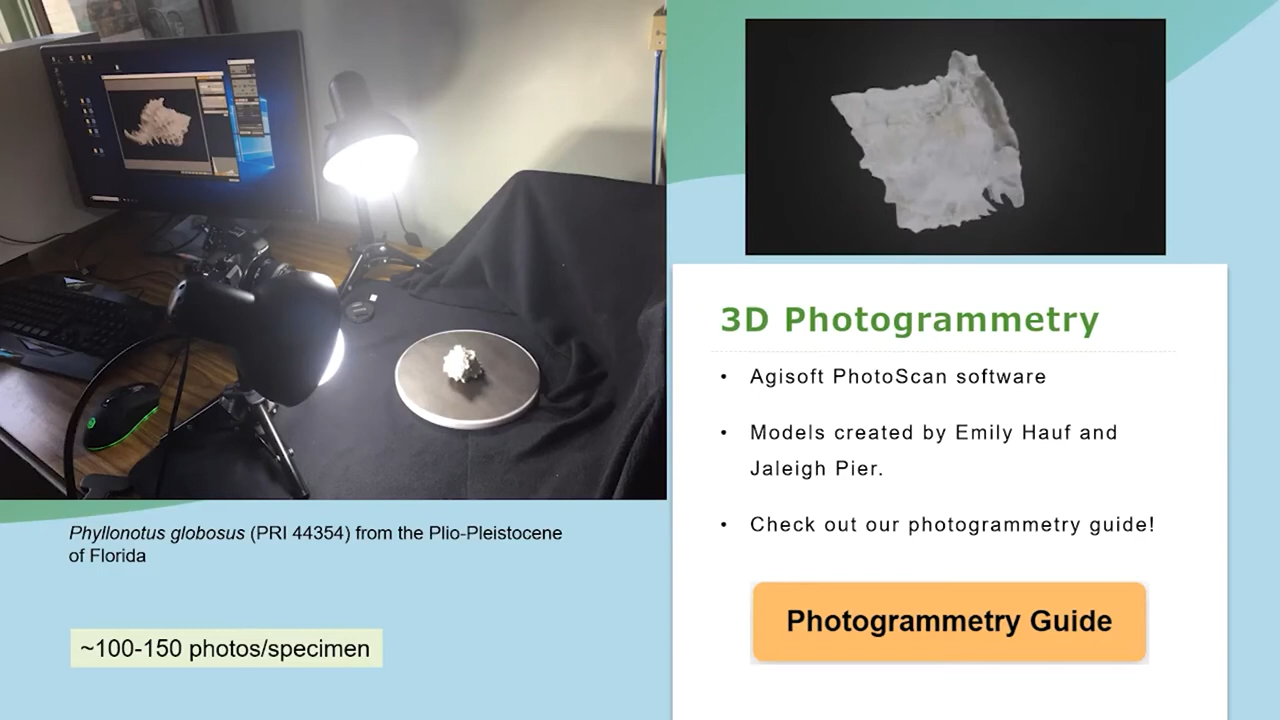 3D Photogrammetry
• Agisoft PhotoScan software
• Models created by Emily Hauf and
Jaleigh Pier.
• Check out our photogrammetry guide!
Photogrammetry Guide
Phyllonotus globosus (PRI 44354) from the Plio-Pleistocene
of Florida
~100-150 photos/specimen